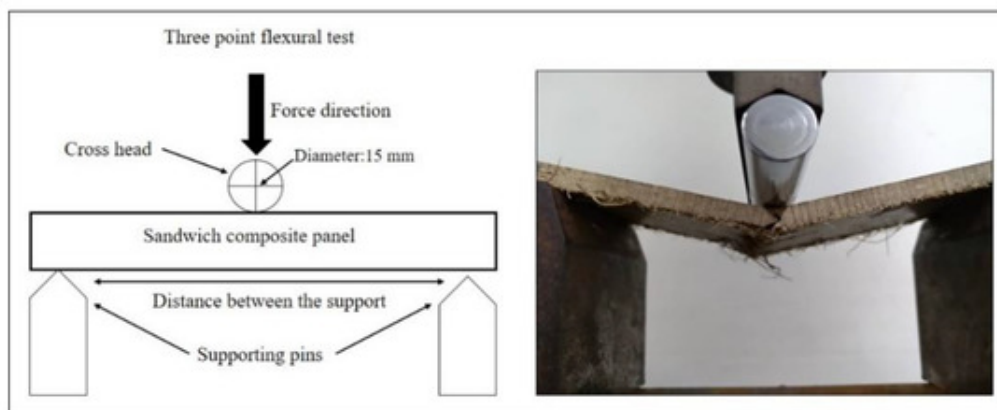 Three point flexural test
Force direction
Cross head
Diameter:15 mm
Sandwich composite panel
Distance between the support
Supporting pins